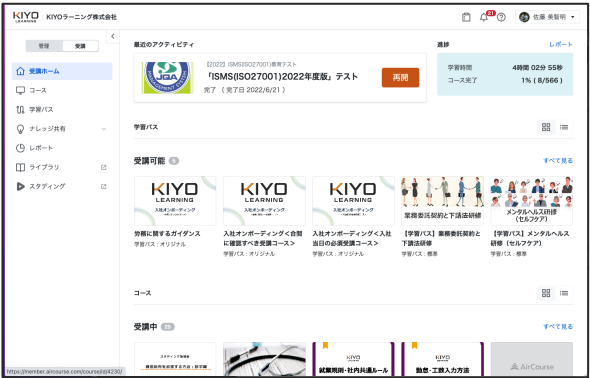 KIYO
LEARNING
KIYOラーニング株式会社
21
佐藤 美智明
管理
受講
最近のアクティビティ
進捗
レポート
受講ホーム
コース
学習パス
ナレッジ共有
レポート
ライブラリ
スタディング
JQA
[2022] ISMS(ISO27001)教育テスト
「ISMS(ISO27001)2022年度版」テスト
完了 （ 完了日 2022/6/21 ）
再開
学習時間
4時間 02分 55秒
コース完了
1% ( 8/566 )
学習パス
受講可能 5
すべて見る
KIYO
LEARNING
入社オンボーディング
KIYO
LEARNING
入社オンボーディング
KIYO
LEARNING
入社オンボーディング
業務委託契約と下請法研修
メンタルヘルス研修
（セルフケア）
労務に関するガイダンス
学習パス : オリジナル
入社オンボーディング＜合間
に確認すべき受講コース＞
学習パス : オリジナル
入社オンボーディング＜入社
当日の必須受講コース＞
学習パス : オリジナル
【学習パス】業務委託契約と
下請法研修
学習パス : 標準
【学習パス】メンタルヘルス
研修（セルフケア）
学習パス : 標準
コース
受講中
すべて見る
KIYO
就業規則・社内共通ルール
KIYO
勤怠・工数入力方法
AirCourse
https://member.aircourse.com/course/id/4230/